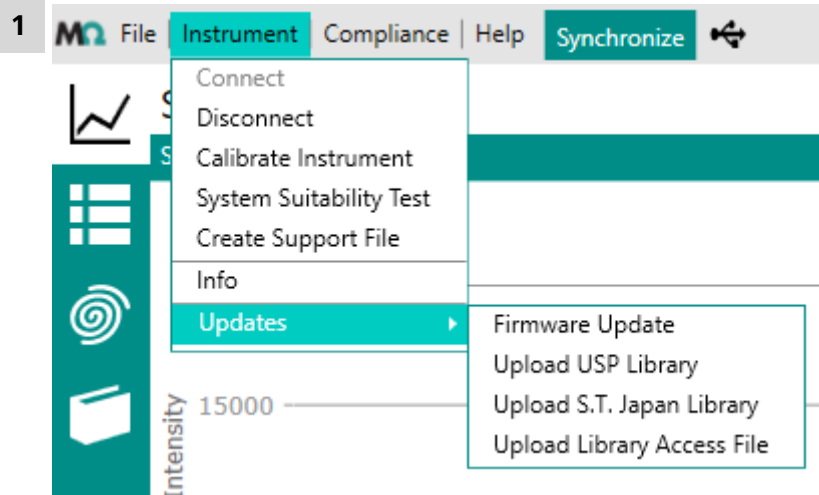 1
MΩ File | Instrument | Compliance | Help Synchronize
Connect
Disconnect
Calibrate Instrument
System Suitability Test
Create Support File
Info
Updates
Firmware Update
Upload USP Library
Upload S.T. Japan Library
Upload Library Access File
15000
Intensity